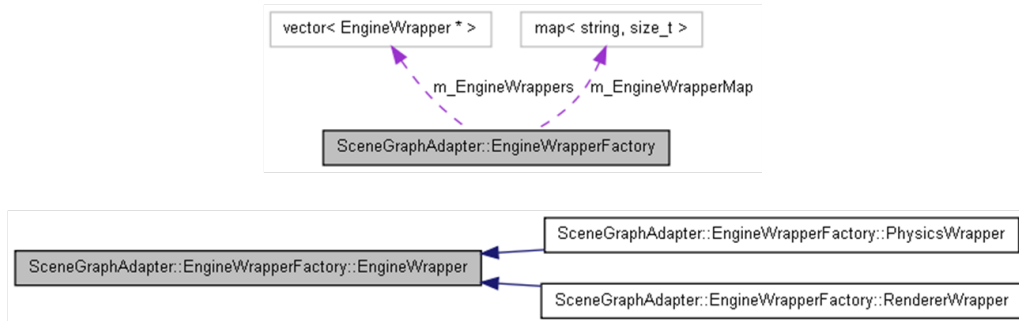 vector< EngineWrapper * >
map< string, size_t >
m_EngineWrappers
m_EngineWrapperMap
SceneGraphAdapter::EngineWrapperFactory
SceneGraphAdapter::EngineWrapperFactory::PhysicsWrapper
SceneGraphAdapter::EngineWrapperFactory::EngineWrapper
SceneGraphAdapter::EngineWrapperFactory::RendererWrapper